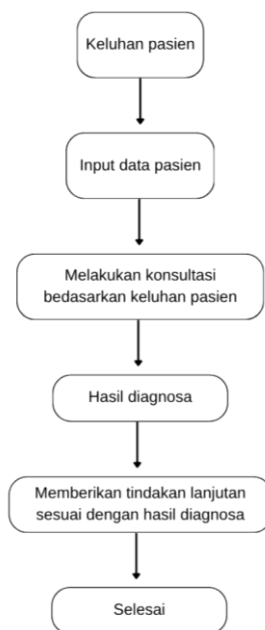 Keluhan pasien
Input data pasien
Melakukan konsultasi
bedasarkan keluhan pasien
Hasil diagnosa
Memberikan tindakan lanjutan
sesuai dengan hasil diagnosa
Selesai